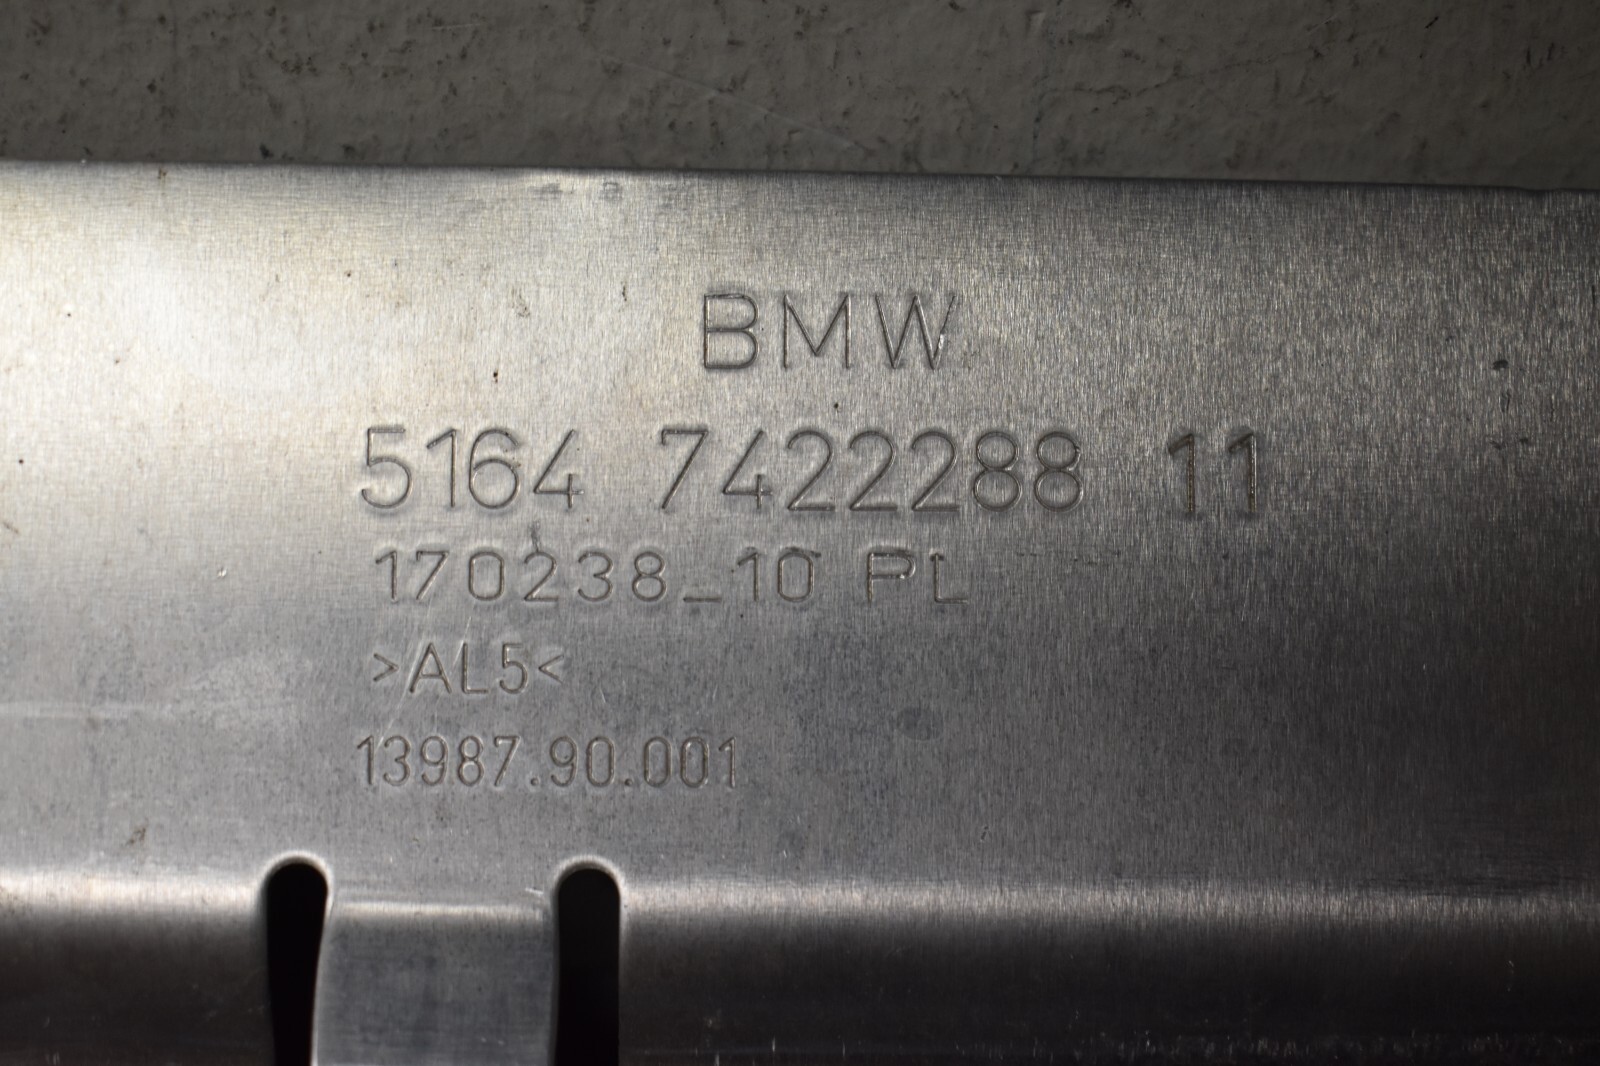 BMW
5164 7422288 11
170238_10 PL
>AL5<
13987.90.001